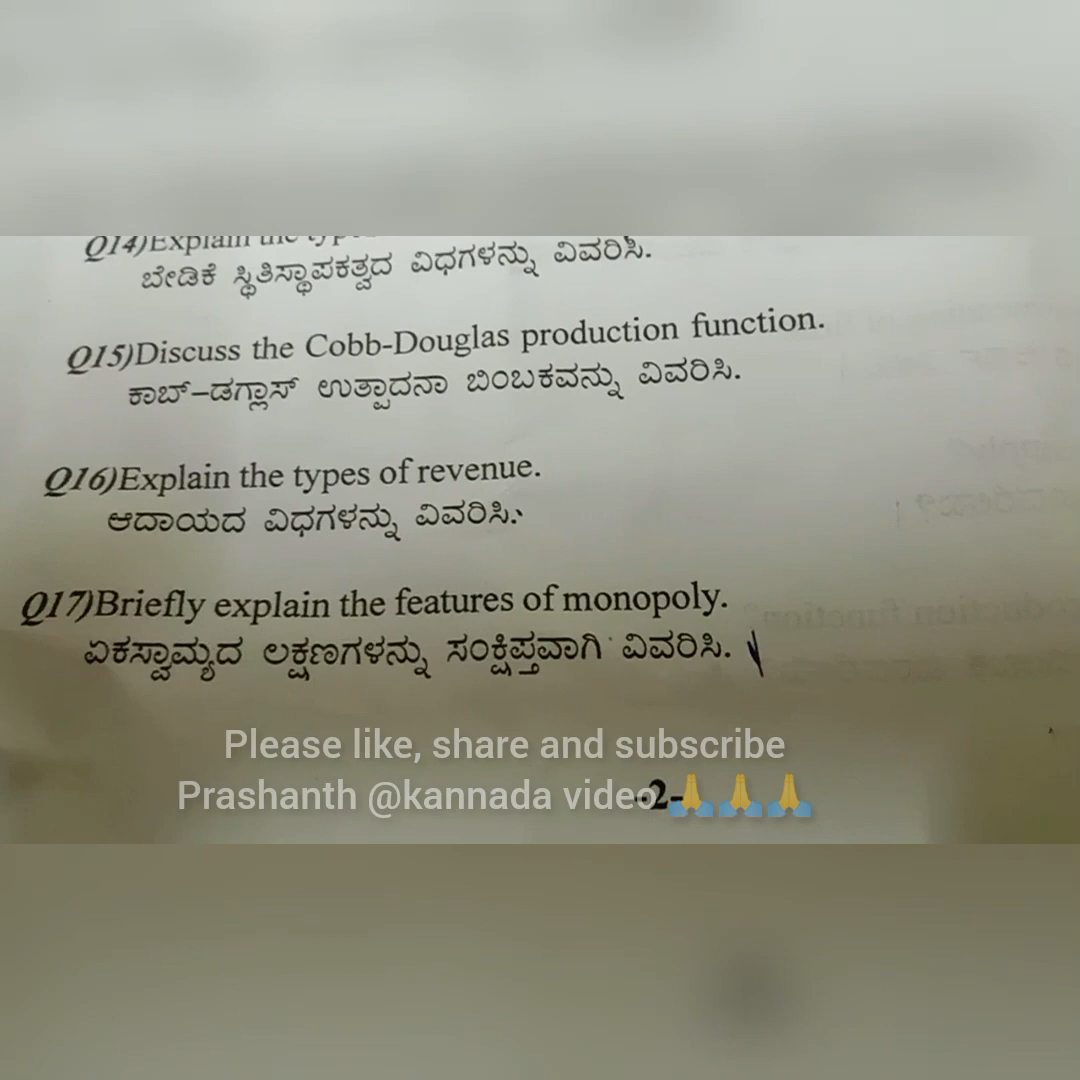 Q14)Explain the
ಬೇಡಿಕೆ ಸ್ಥಿತಿಸ್ಥಾಪಕತ್ವದ ವಿಧಗಳನ್ನು ವಿವರಿಸಿ.
Q15)Discuss the Cobb-Douglas production function.
ಕಾಬ್–ಡಗ್ಲಾಸ್ ಉತ್ಪಾದನಾ ಬಿಂಬಕವನ್ನು ವಿವರಿಸಿ.
Q16)Explain the types of revenue.
ಆದಾಯದ ವಿಧಗಳನ್ನು ವಿವರಿಸಿ.
Q17)Briefly explain the features of monopoly.
ಏಕಸ್ವಾಮ್ಯದ ಲಕ್ಷಣಗಳನ್ನು ಸಂಕ್ಷಿಪ್ತವಾಗಿ ವಿವರಿಸಿ.
Please like, share and subscribe
Prashanth @kannada video🙏🙏🙏
-2-